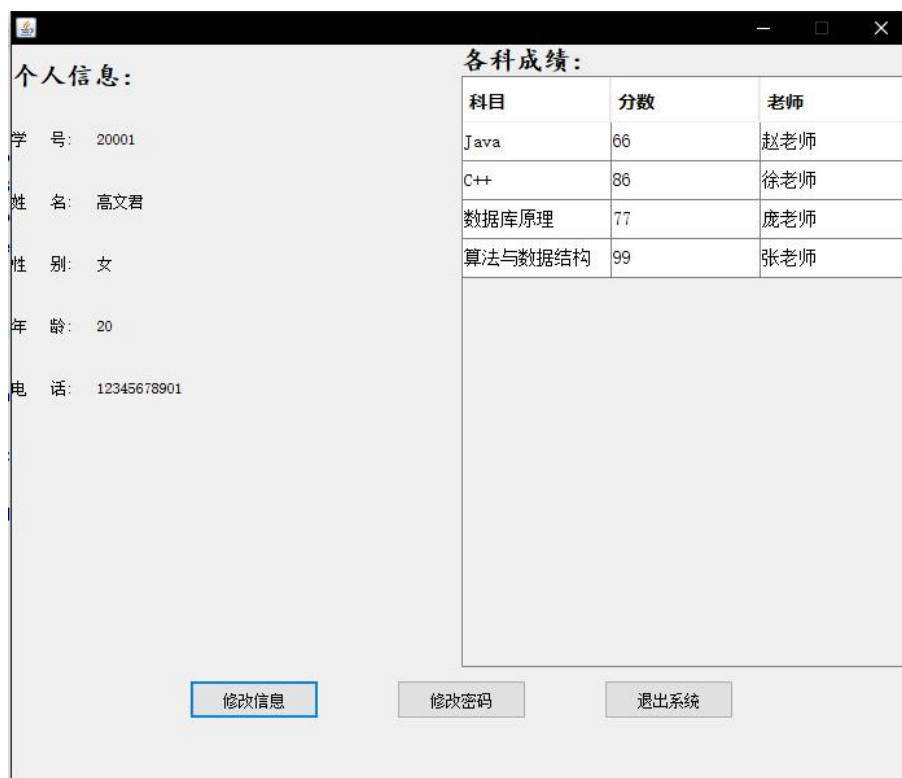 个人信息:
学 号: 20001
姓 名: 高文君
性 别: 女
年 龄: 20
电 话: 12345678901
各科成绩:
科目 分数 老师
Java 66 赵老师
C++ 86 徐老师
数据库原理 77 庞老师
算法与数据结构 99 张老师
修改信息 修改密码 退出系统